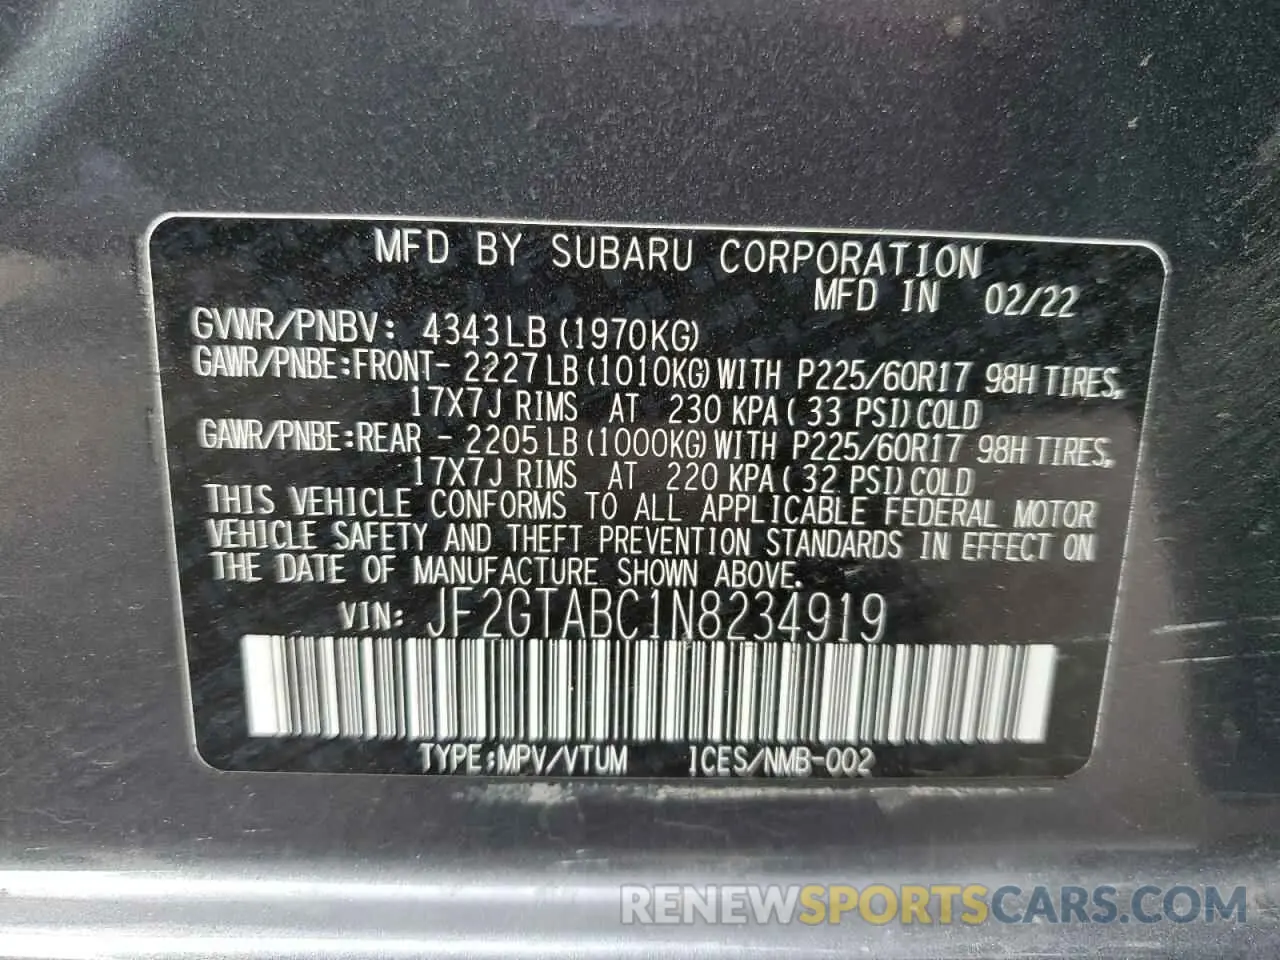 MFD BY SUBARU CORPORATION
MFD IN 02/22
GVWR/PNBV: 4343LB (1970KG)
GAWR/PNBE:FRONT- 2227LB(1010KG)WITH P225/60R17 98H TIRES,
17X7J RIMS AT 230 KPA( 33 PSI)COLD
GAWR/PNBE:REAR - 2205LB(1000KG)WITH P225/60R17 98H TIRES,
17X7J RIMS AT 220 KPA( 32 PSI)COLD
THIS VEHICLE CONFORMS TO ALL APPLICABLE FEDERAL MOTOR
VEHICLE SAFETY AND THEFT PREVENTION STANDARDS IN EFFECT ON
THE DATE OF MANUFACTURE SHOWN ABOVE.
VIN: JF2GTABC1N8234919
TYPE:MPV/VTUM ICES/NMB-002
RENEWSPORTSCARS.COM